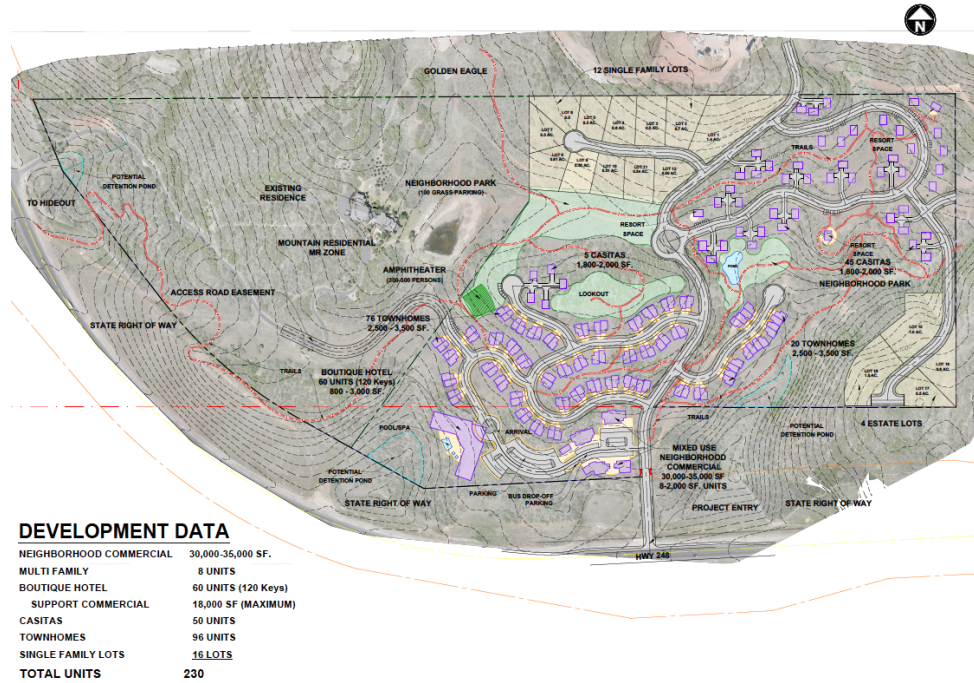 N
GOLDEN EAGLE
12 SINGLE FAMILY LOTS
POTENTIAL
DETENTION POND
TO HIDEOUT
EXISTING
RESIDENCE
NEIGHBORHOOD PARK
(100 GRASS PARKING)
MOUNTAIN RESIDENTIAL
MR ZONE
AMPHITHEATER
ACCESS ROAD EASEMENT
STATE RIGHT OF WAY
TRAILS
RESORT
SPACE
TRAILS
RESORT
SPACE
RESORT
SPACE
5 CASITAS
1,800-2,000 SF.
45 CASITAS
1,800-2,000 SF.
NEIGHBORHOOD PARK
LOOKOUT
76 TOWNHOMES
2,500 - 3,500 SF.
20 TOWNHOMES
2,500 - 3,500 SF.
BOUTIQUE HOTEL
60 UNITS (120 Keys)
800 - 3,000 SF.
POOL/SPA
ARRIVAL
TRAILS
POTENTIAL
DETENTION POND
4 ESTATE LOTS
MIXED USE
NEIGHBORHOOD
COMMERCIAL
30,000-35,000 SF
8-2,000 SF. UNITS
POTENTIAL
DETENTION POND
PARKING
BUS DROP-OFF
PARKING
STATE RIGHT OF WAY
PROJECT ENTRY
STATE RIGHT OF WAY
HWY 248
DEVELOPMENT DATA
NEIGHBORHOOD COMMERCIAL 30,000-35,000 SF.
MULTI FAMILY 8 UNITS
BOUTIQUE HOTEL 60 UNITS (120 Keys)
SUPPORT COMMERCIAL 18,000 SF (MAXIMUM)
CASITAS 50 UNITS
TOWNHOMES 96 UNITS
SINGLE FAMILY LOTS 16 LOTS
TOTAL UNITS 230